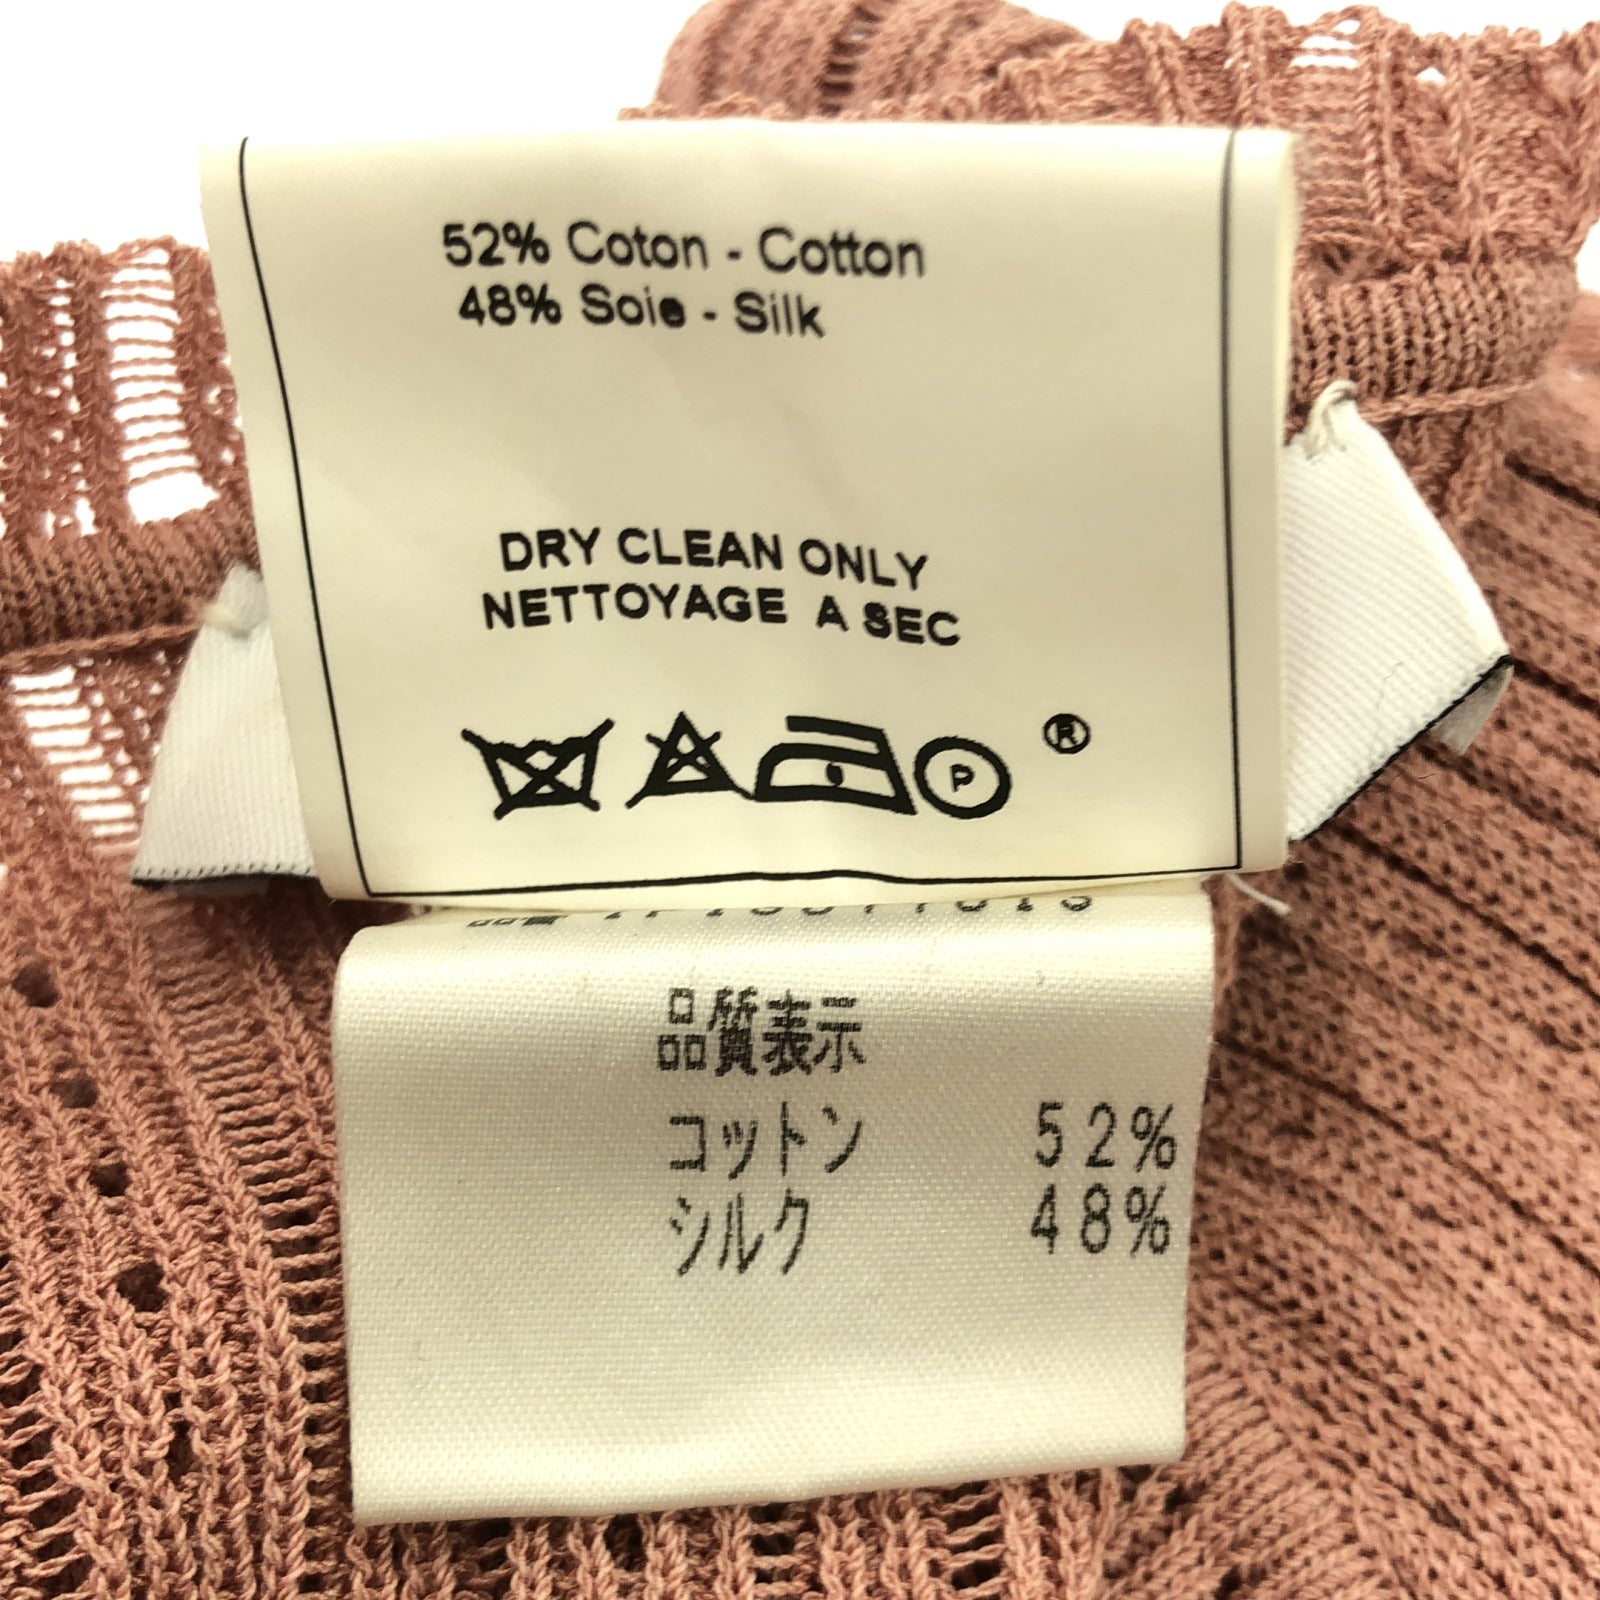 52% Coton - Cotton
48% Soie - Silk
DRY CLEAN ONLY
NETTOYAGE A SEC
P ®
品質表示
コットン 52%
シルク 48%